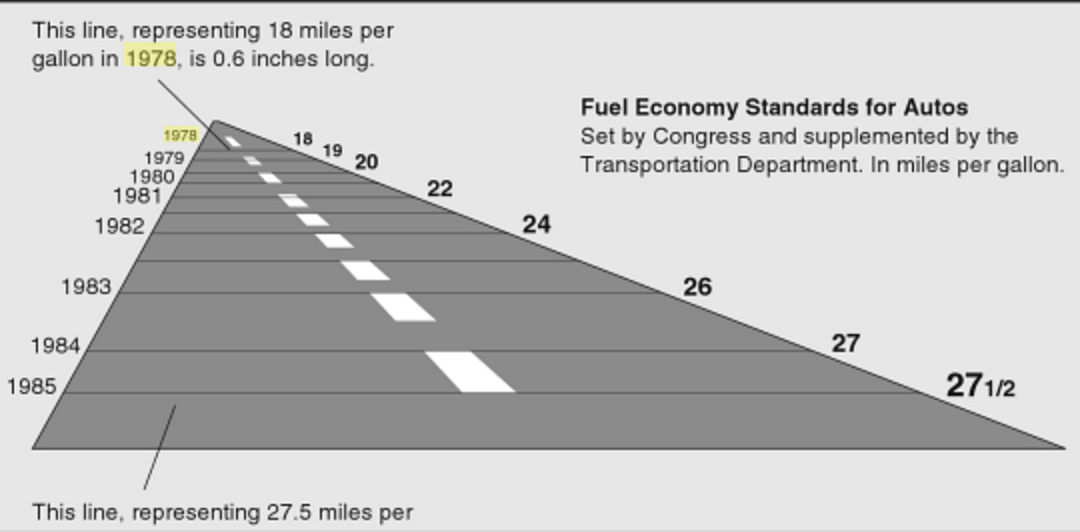 This line, representing 18 miles per
gallon in 1978, is 0.6 inches long.
Fuel Economy Standards for Autos
Set by Congress and supplemented by the
Transportation Department. In miles per gallon.
1978
18
1979
19
1980
20
1981
22
1982
24
1983
26
1984
27
1985
27 1/2
This line, representing 27.5 miles per